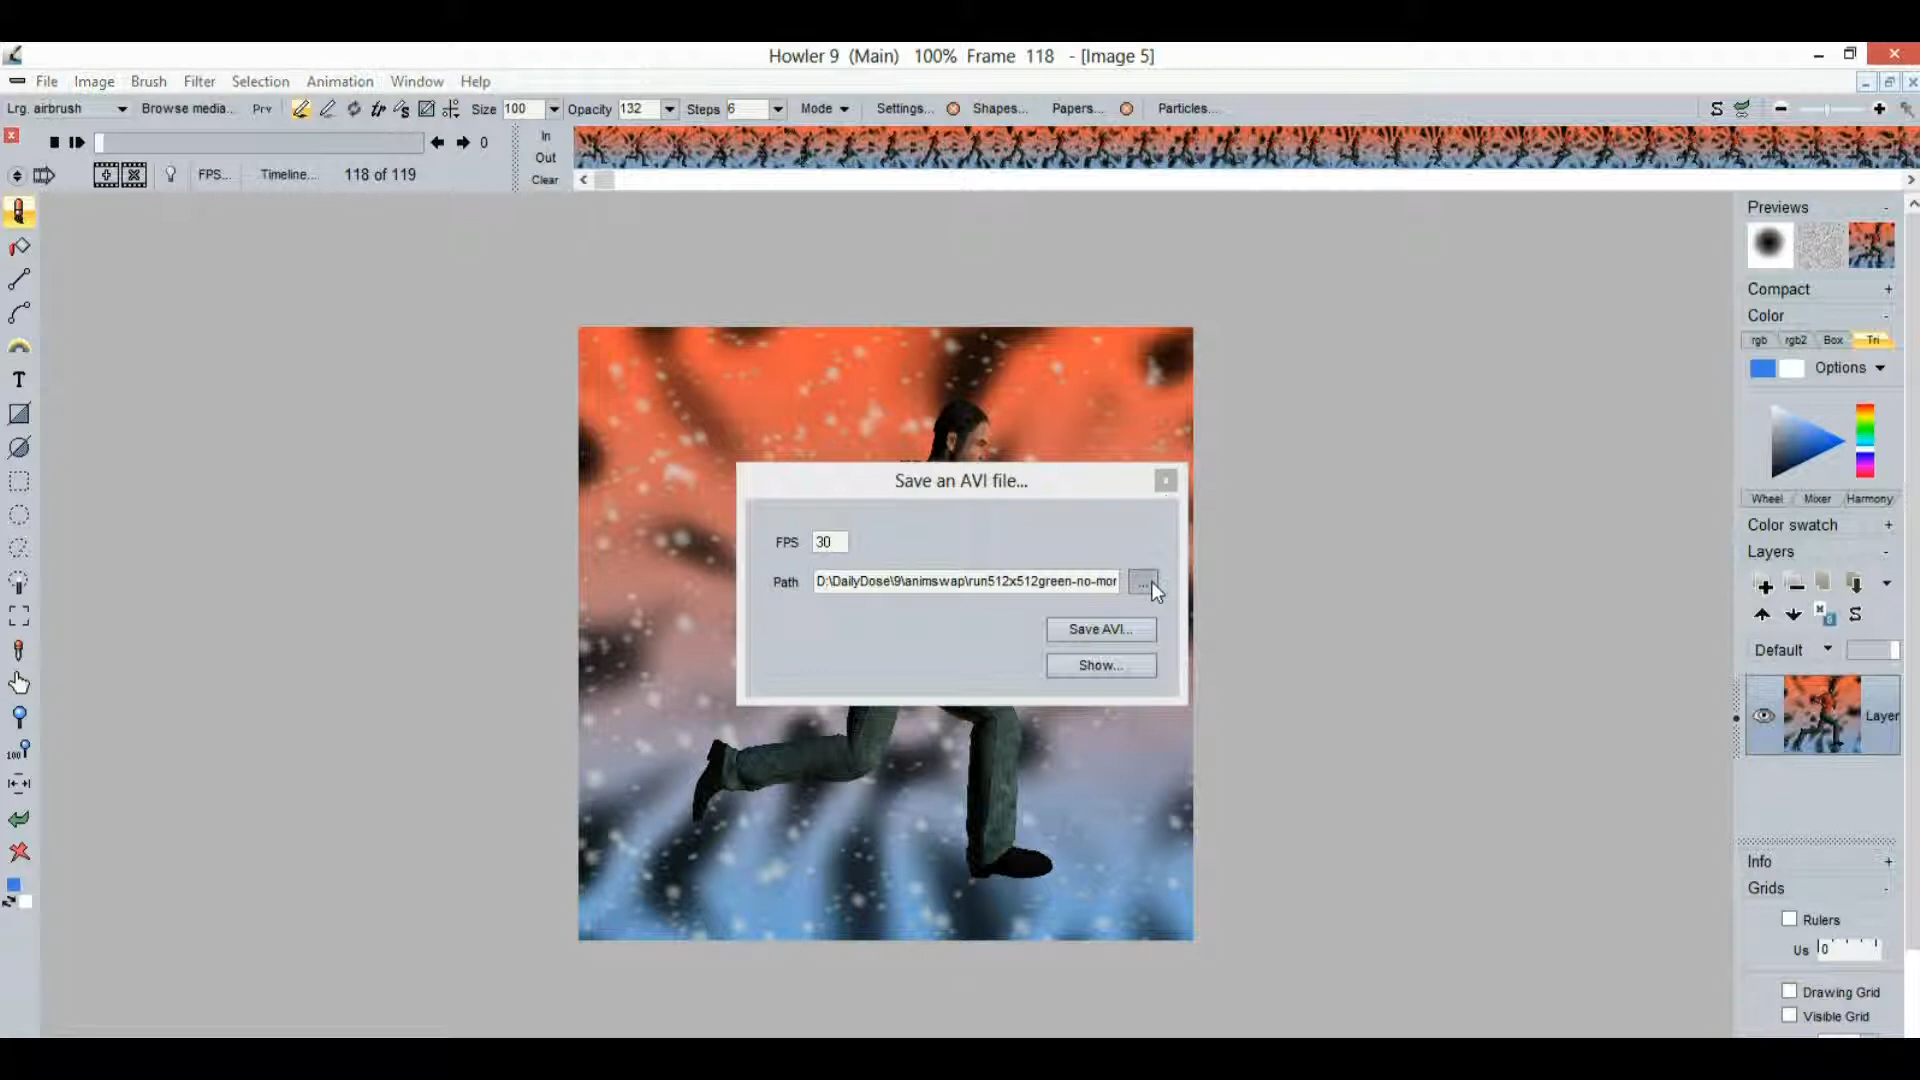 Howler 9 (Main) 100% Frame 118 - [Image 5]
File Image Brush Filter Selection Animation Window Help
Lrg. airbrush Browse media... Prv Size 100 Opacity 132 Steps 6 Mode Settings... Shapes... Papers... Particles...
0
In
Out
Clear
FPS... Timeline... 118 of 119
T
100
Previews
Compact
Color
rgb rgb2 Box Tri
Options
Wheel Mixer Harmony
Color swatch
Layers
Default
Layer
Info
Grids
Rulers
Us 0
Drawing Grid
Visible Grid
Save an AVI file...
FPS 30
Path D:\DailyDose\9\animswap\run512x512green-no-mor ...
Save AVI...
Show...